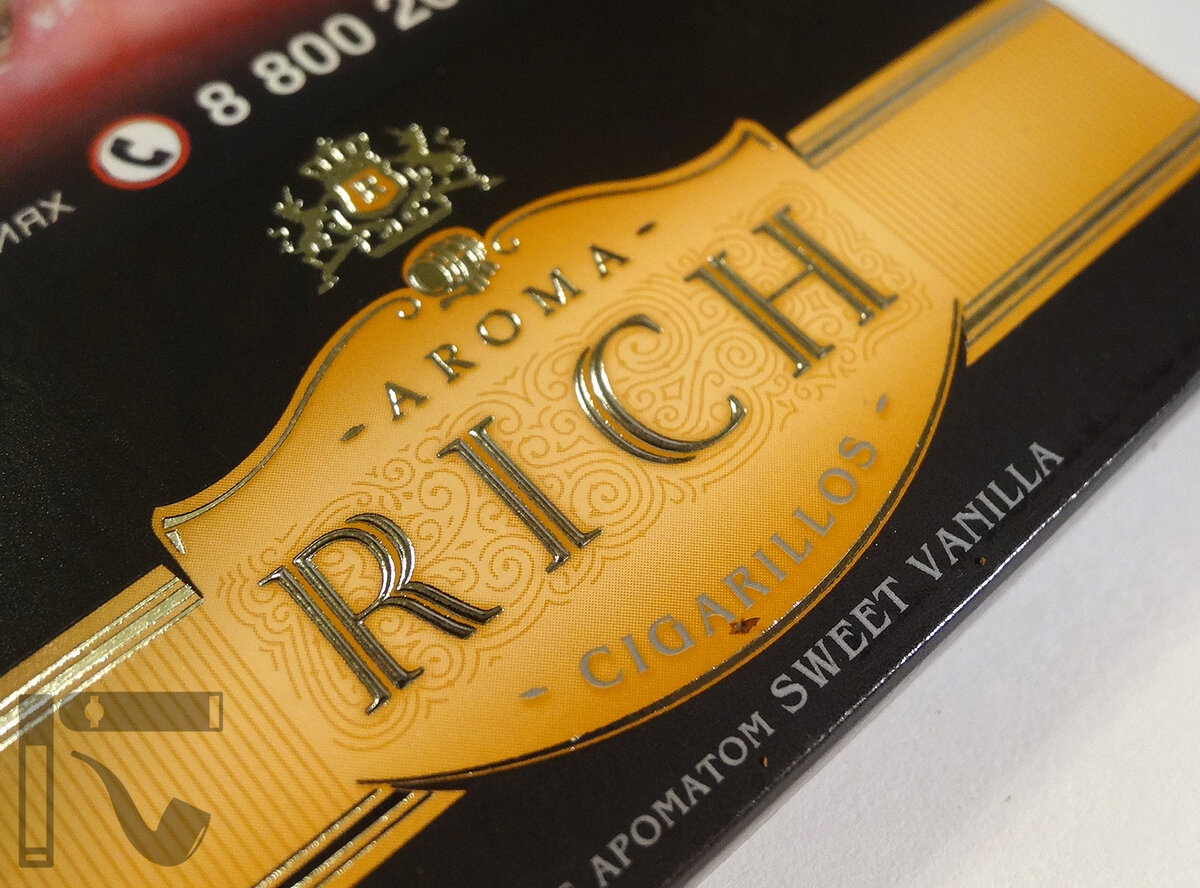 8 800 20
R
- AROMA -
RICH
- CIGARILLOS -
АРОМАТОМ SWEET VANILLA